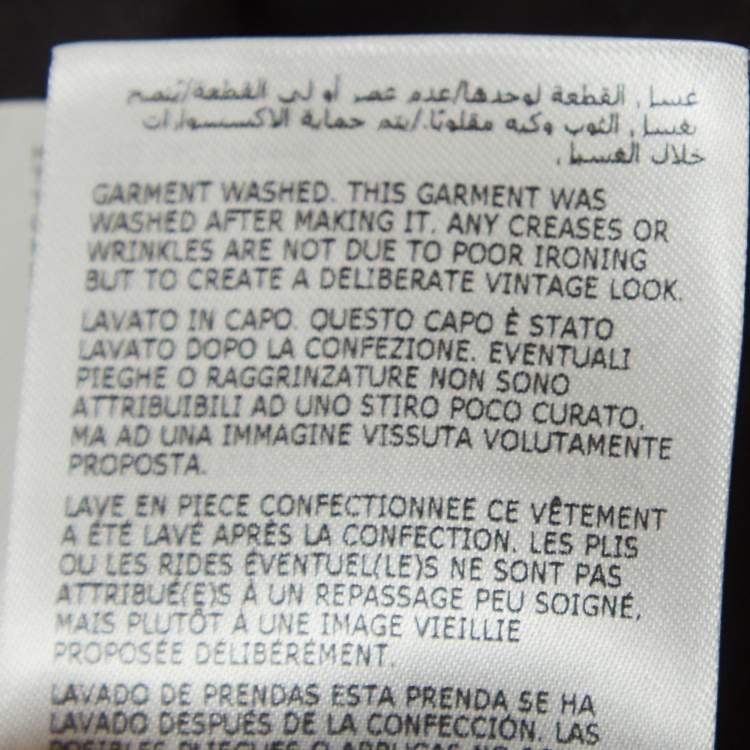 غسل القطعة لوحدها/عدم عصر أو لي القطعة/ينصح
بغسل الثوب وكيه مقلوبًا./يتم حماية الاكسسوارات
خلال الغسيل.
GARMENT WASHED. THIS GARMENT WAS
WASHED AFTER MAKING IT. ANY CREASES OR
WRINKLES ARE NOT DUE TO POOR IRONING
BUT TO CREATE A DELIBERATE VINTAGE LOOK.
LAVATO IN CAPO. QUESTO CAPO È STATO
LAVATO DOPO LA CONFEZIONE. EVENTUALI
PIEGHE O RAGGRINZATURE NON SONO
ATTRIBUIBILI AD UNO STIRO POCO CURATO,
MA AD UNA IMMAGINE VISSUTA VOLUTAMENTE
PROPOSTA.
LAVE EN PIECE CONFECTIONNEE CE VÊTEMENT
A ÉTÉ LAVÉ APRÈS LA CONFECTION. LES PLIS
OU LES RIDES ÉVENTUEL(LE)S NE SONT PAS
ATTRIBUÉ(E)S À UN REPASSAGE PEU SOIGNÉ,
MAIS PLUTÔT À UNE IMAGE VIEILLIE
PROPOSÉE DÉLIBÉRÉMENT.
LAVADO DE PRENDAS ESTA PRENDA SE HA
LAVADO DESPUÉS DE LA CONFECCIÓN. LAS
POSIBLES PLIEGUES O